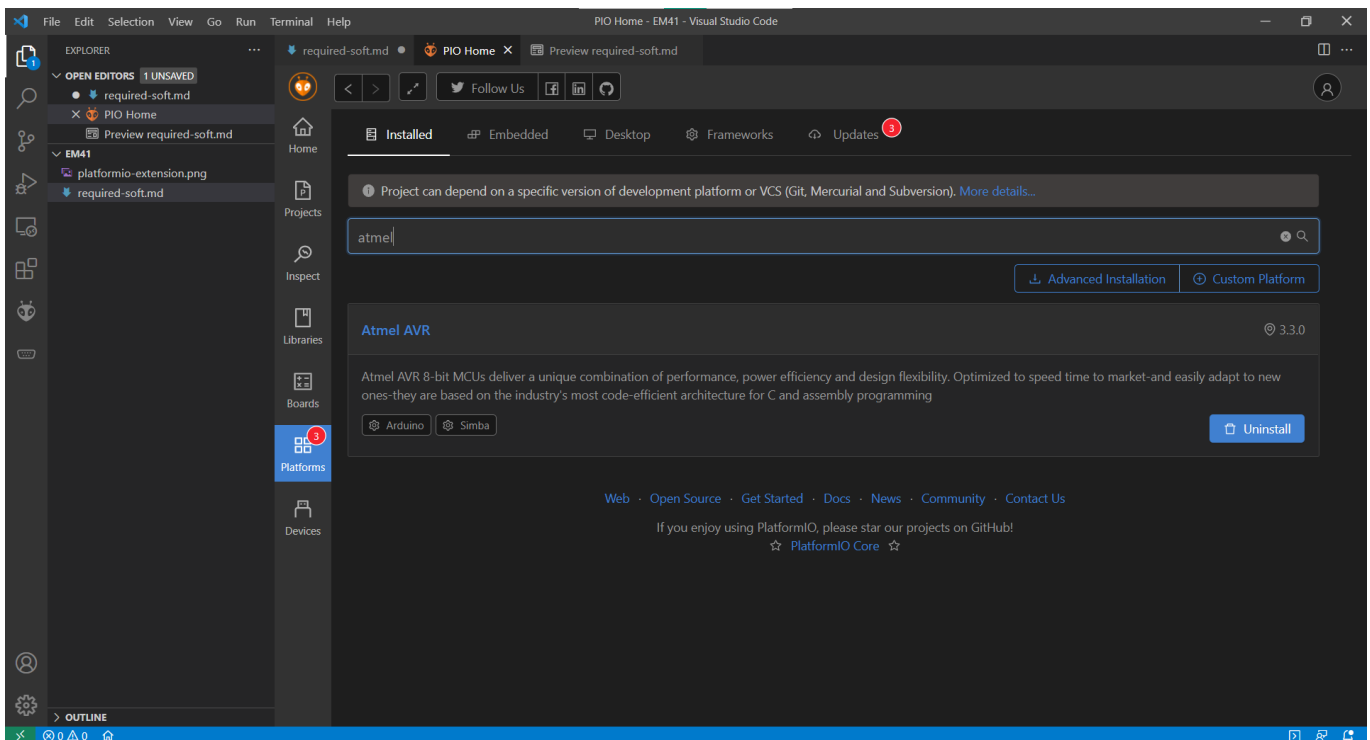 File Edit Selection View Go Run Terminal Help
PIO Home - EM41 - Visual Studio Code
EXPLORER
required-soft.md
PIO Home
Preview required-soft.md
1
OPEN EDITORS 1 UNSAVED
required-soft.md
PIO Home
Preview required-soft.md
EM41
platformio-extension.png
required-soft.md
OUTLINE
Follow Us
Home
Projects
Inspect
Libraries
Boards
3
Platforms
Devices
Installed
Embedded
Desktop
Frameworks
Updates 3
Project can depend on a specific version of development platform or VCS (Git, Mercurial and Subversion). More details...
atmel
Advanced Installation
Custom Platform
Atmel AVR
3.3.0
Atmel AVR 8-bit MCUs deliver a unique combination of performance, power efficiency and design flexibility. Optimized to speed time to market-and easily adapt to new
ones-they are based on the industry's most code-efficient architecture for C and assembly programming
Arduino
Simba
Uninstall
Web · Open Source · Get Started · Docs · News · Community · Contact Us
If you enjoy using PlatformIO, please star our projects on GitHub!
PlatformIO Core
0 0